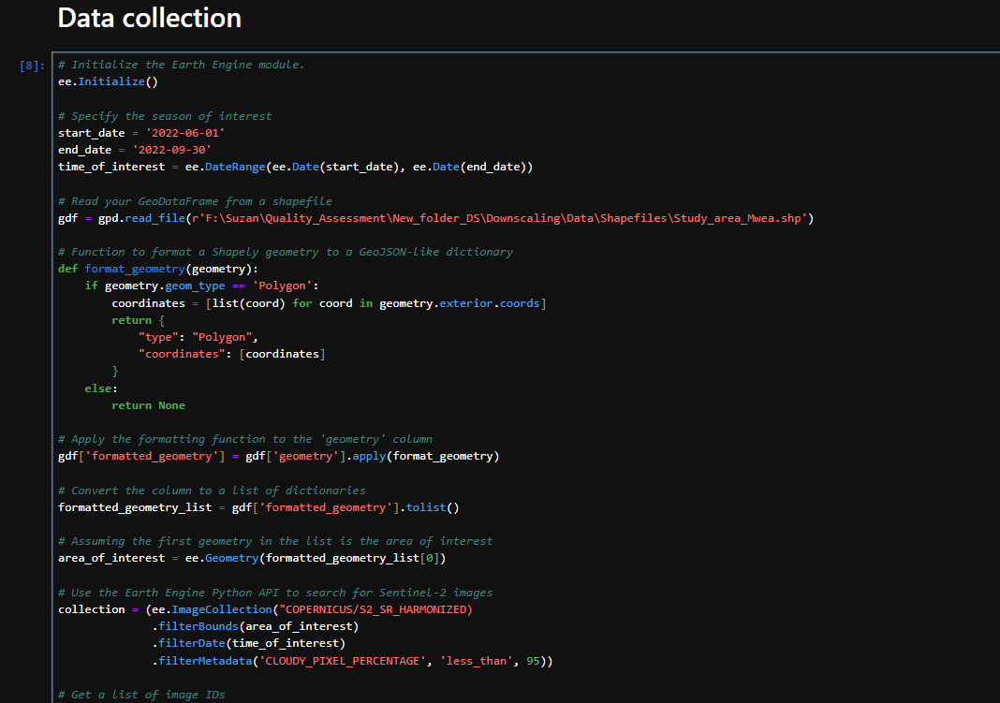 Data collection
[8]:
# Initialize the Earth Engine module.
ee.Initialize()
# Specify the season of interest
start_date = '2022-06-01'
end_date = '2022-09-30'
time_of_interest = ee.DateRange(ee.Date(start_date), ee.Date(end_date))
# Read your GeoDataFrame from a shapefile
gdf = gpd.read_file(r'F:\Suzan\Quality_Assessment\New_folder_DS\Downscaling\Data\Shapefiles\Study_area_Mwea.shp')
# Function to format a Shapely geometry to a GeoJSON-like dictionary
def format_geometry(geometry):
    if geometry.geom_type == 'Polygon':
        coordinates = [list(coord) for coord in geometry.exterior.coords]
        return {
            "type": "Polygon",
            "coordinates": [coordinates]
        }
    else:
        return None
# Apply the formatting function to the 'geometry' column
gdf['formatted_geometry'] = gdf['geometry'].apply(format_geometry)
# Convert the column to a list of dictionaries
formatted_geometry_list = gdf['formatted_geometry'].tolist()
# Assuming the first geometry in the list is the area of interest
area_of_interest = ee.Geometry(formatted_geometry_list[0])
# Use the Earth Engine Python API to search for Sentinel-2 images
collection = (ee.ImageCollection("COPERNICUS/S2_SR_HARMONIZED)
              .filterBounds(area_of_interest)
              .filterDate(time_of_interest)
              .filterMetadata('CLOUDY_PIXEL_PERCENTAGE', 'less_than', 95))
# Get a list of image IDs